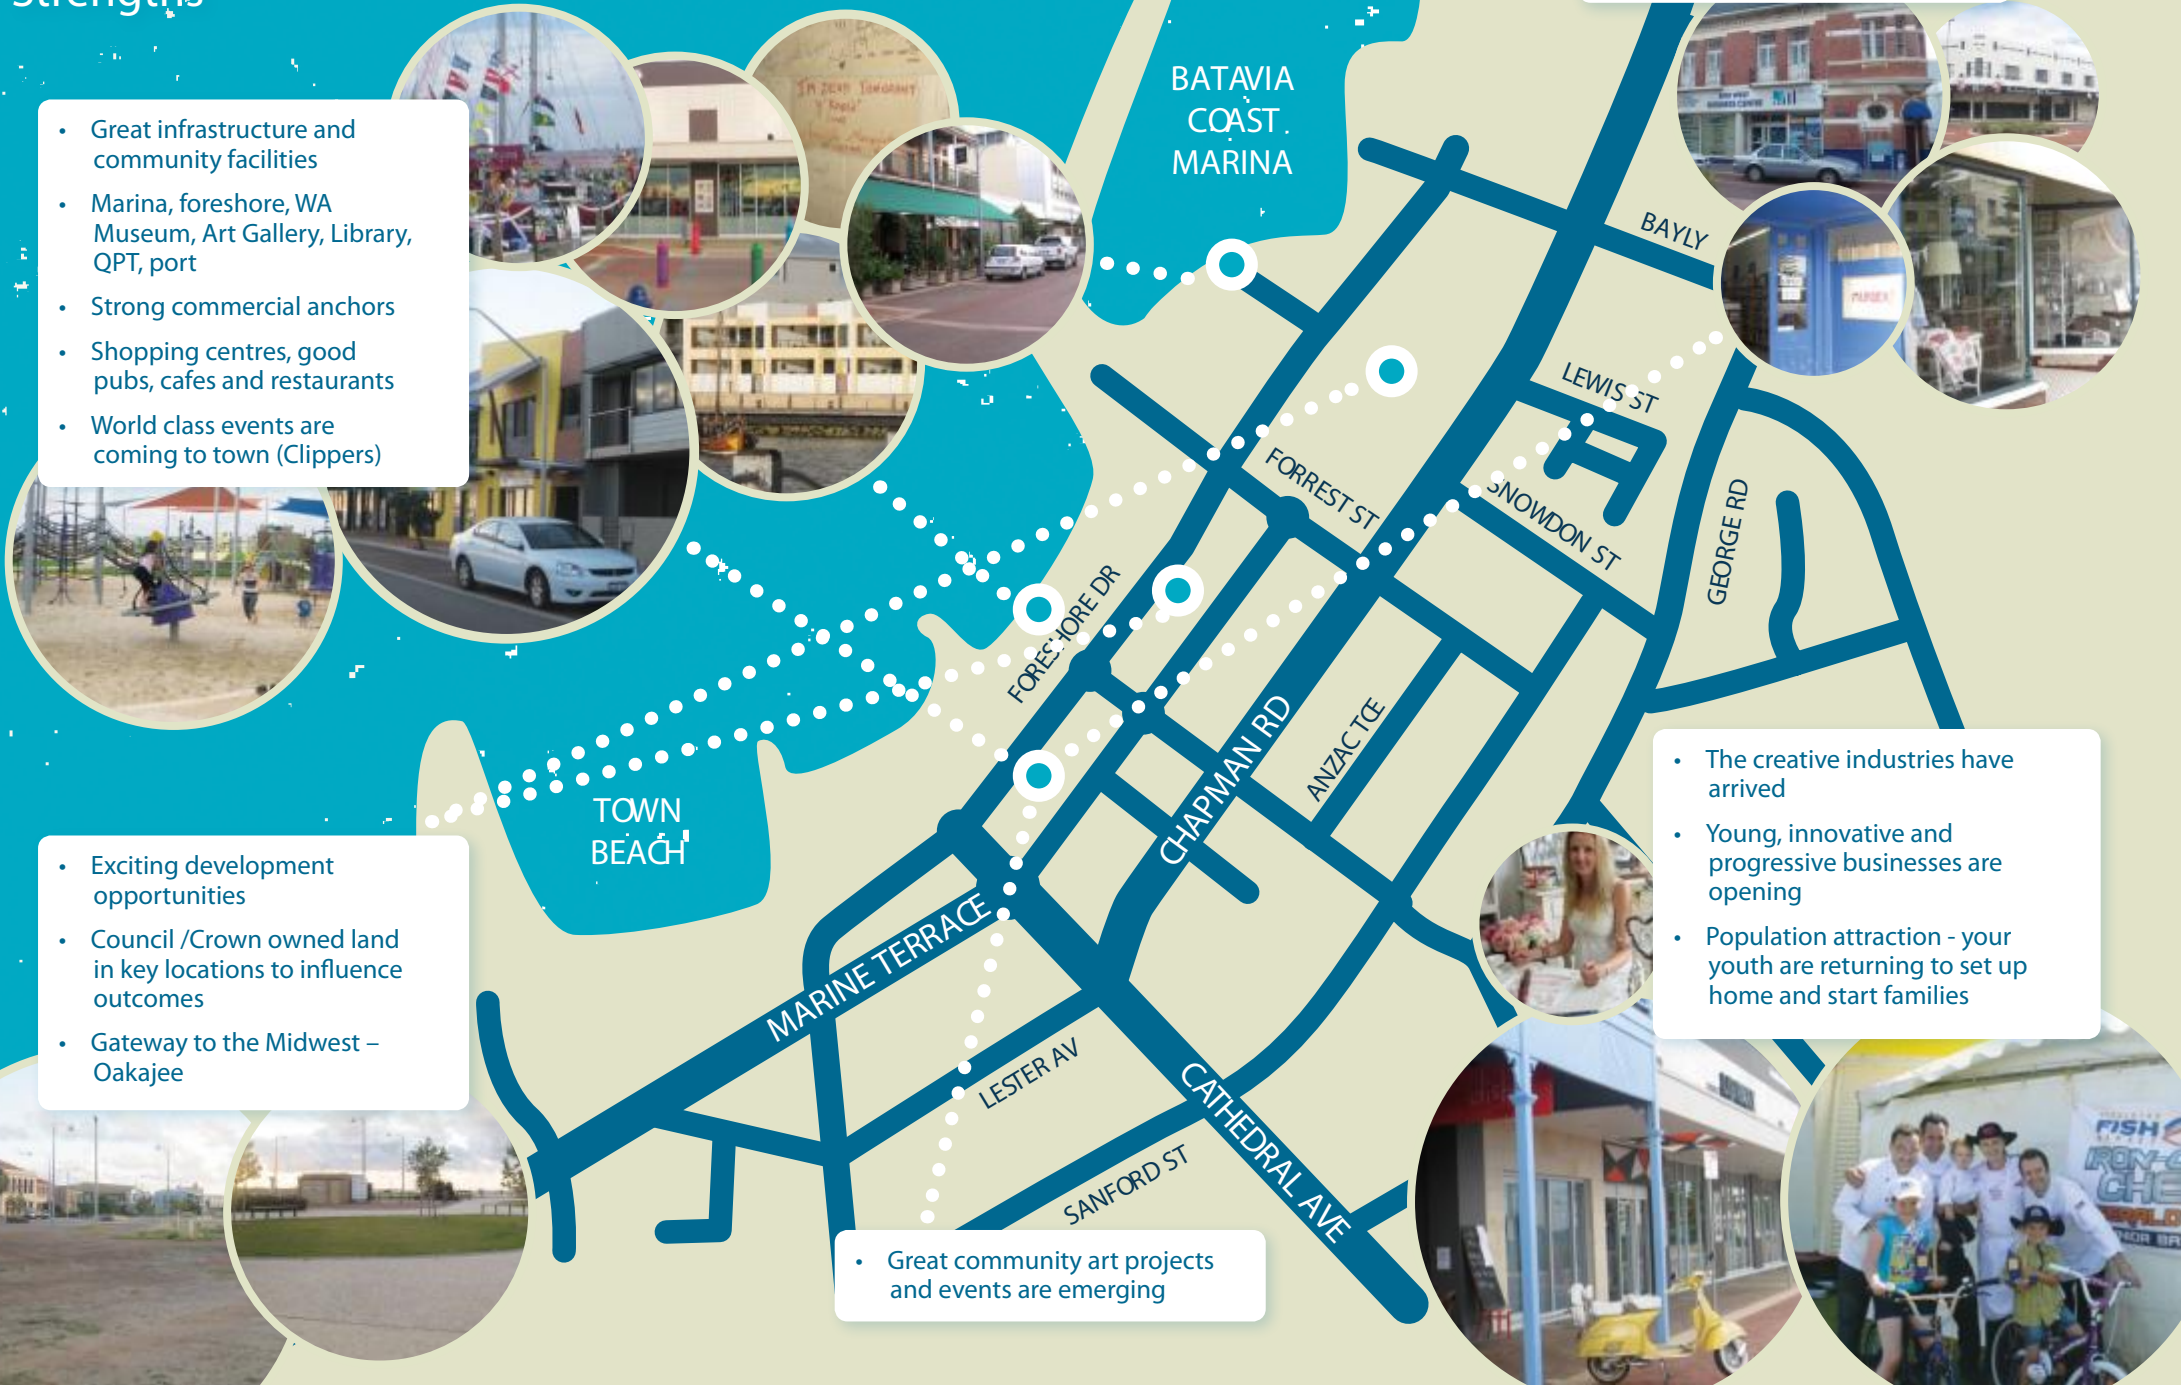 Strengths
• Great infrastructure and
community facilities
• Marina, foreshore, WA
Museum, Art Gallery, Library,
QPT, port
• Strong commercial anchors
• Shopping centres, good
pubs, cafes and restaurants
• World class events are
coming to town (Clippers)
BATAVIA
COAST
MARINA
BAYLY
LEWIS ST
FORREST ST
SNOWDON ST
GEORGE RD
FORESHORE DR
CHAPMAN RD
ANZAC TCE
TOWN
BEACH
MARINE TERRACE
LESTER AV
CATHEDRAL AVE
SANFORD ST
• Exciting development
opportunities
• Council /Crown owned land
in key locations to influence
outcomes
• Gateway to the Midwest –
Oakajee
• The creative industries have
arrived
• Young, innovative and
progressive businesses are
opening
• Population attraction - your
youth are returning to set up
home and start families
• Great community art projects
and events are emerging
FISH
IRON
CHE